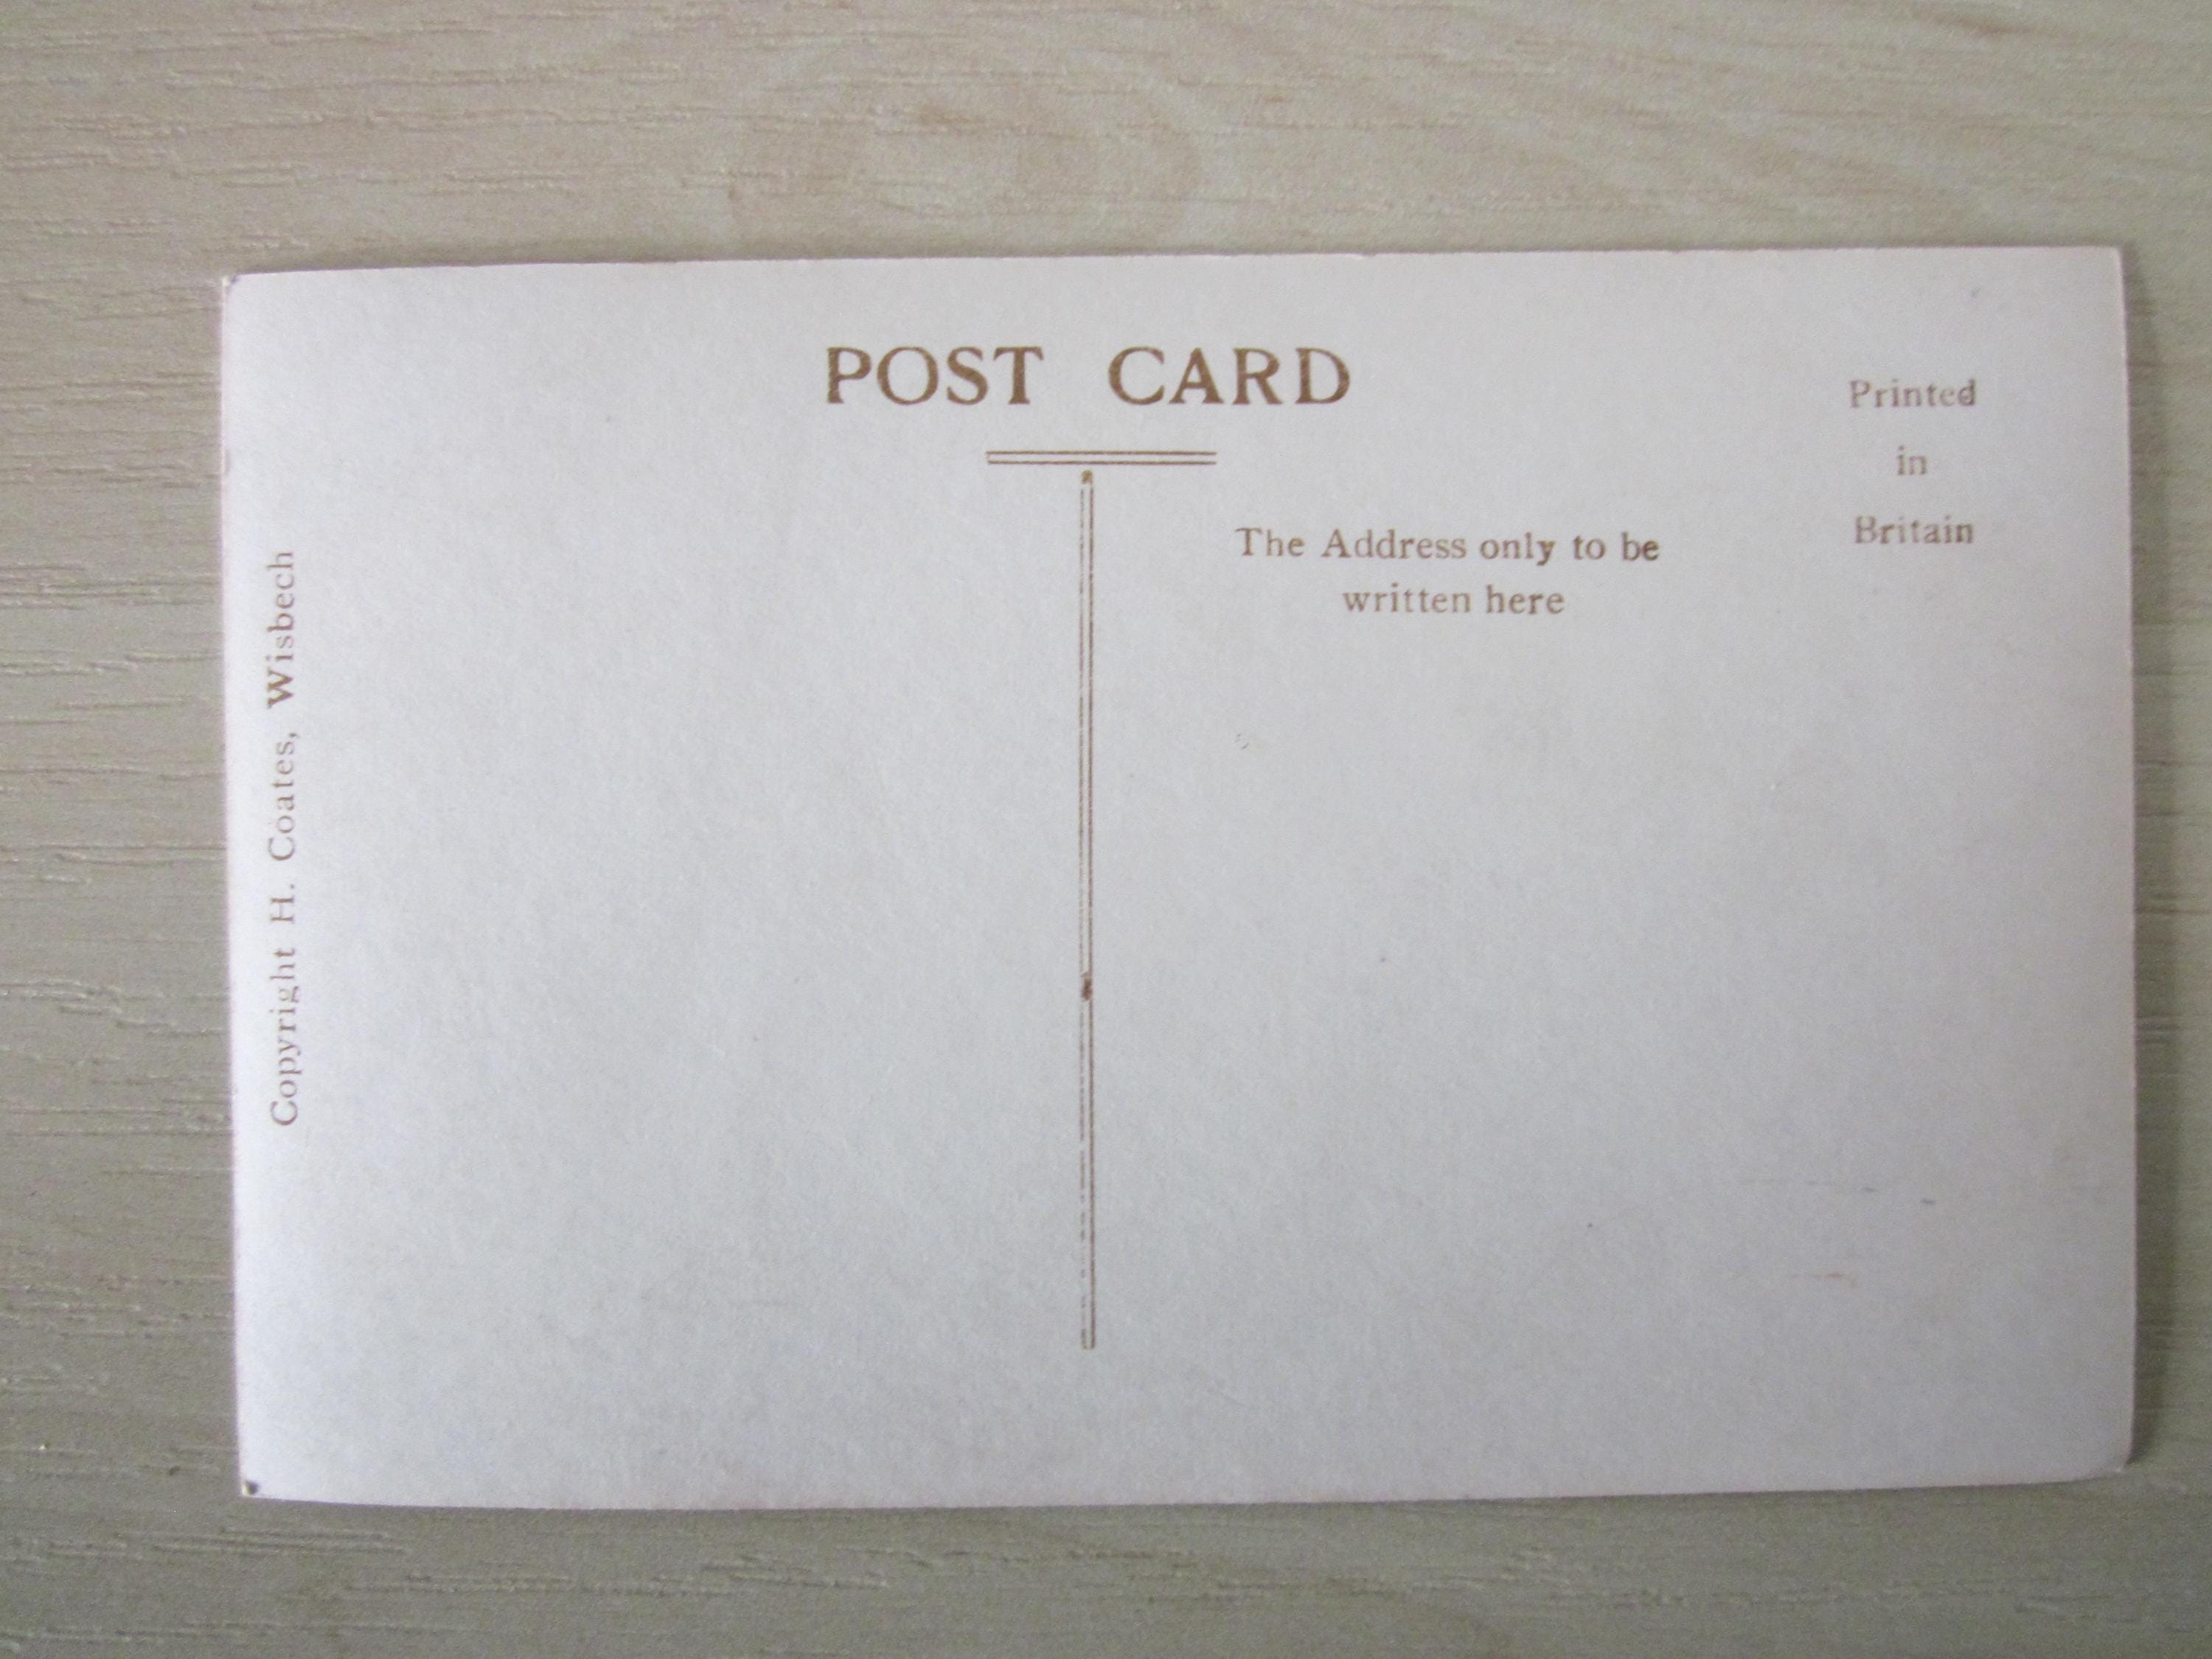 POST CARD
Printed
in
Britain
The Address only to be
written here
Copyright H. Coates, Wisbech